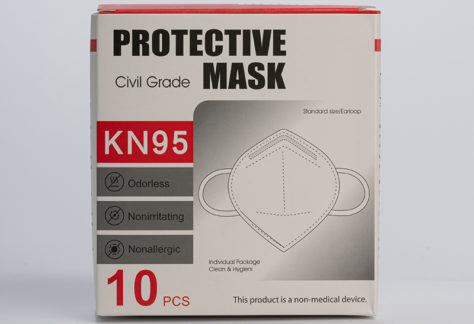 PROTECTIVE
Civil Grade MASK
Standard size/Earloop
KN95
Odorless
Nonirritating
Nonallergic
Individual Package
Clean & Hygieni
10 PCS
This product is a non-medical device.